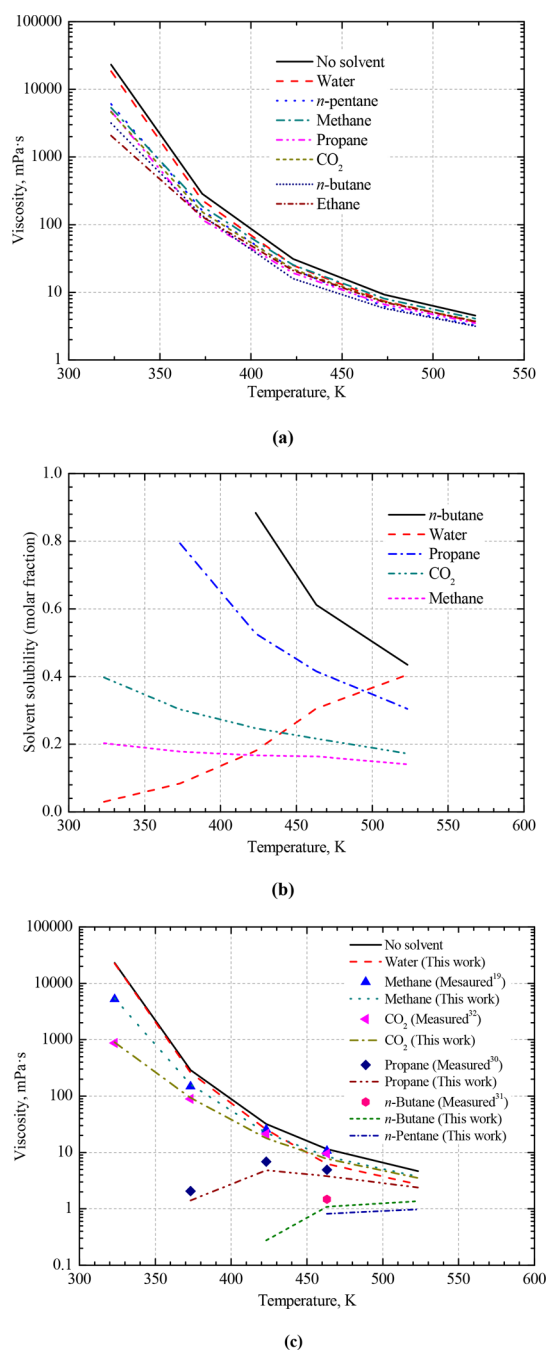 100000
10000
1000
100
10
1
Viscosity, mPa·s
No solvent
Water
n-pentane
Methane
Propane
CO2
n-butane
Ethane
300 350 400 450 500 550
Temperature, K
(a)
1.0
0.8
0.6
0.4
0.2
0.0
Solvent solubility (molar fraction)
n-butane
Water
Propane
CO2
Methane
300 350 400 450 500 550 600
Temperature, K
(b)
100000
10000
1000
100
10
1
0.1
Viscosity, mPa·s
No solvent
Water (This work)
Methane (Mesaured19)
Methane (This work)
CO2 (Measured32)
CO2 (This work)
Propane (Measured30)
Propane (This work)
n-Butane (Measured31)
n-Butane (This work)
n-Pentane (This work)
300 350 400 450 500 550 600
Temperature, K
(c)